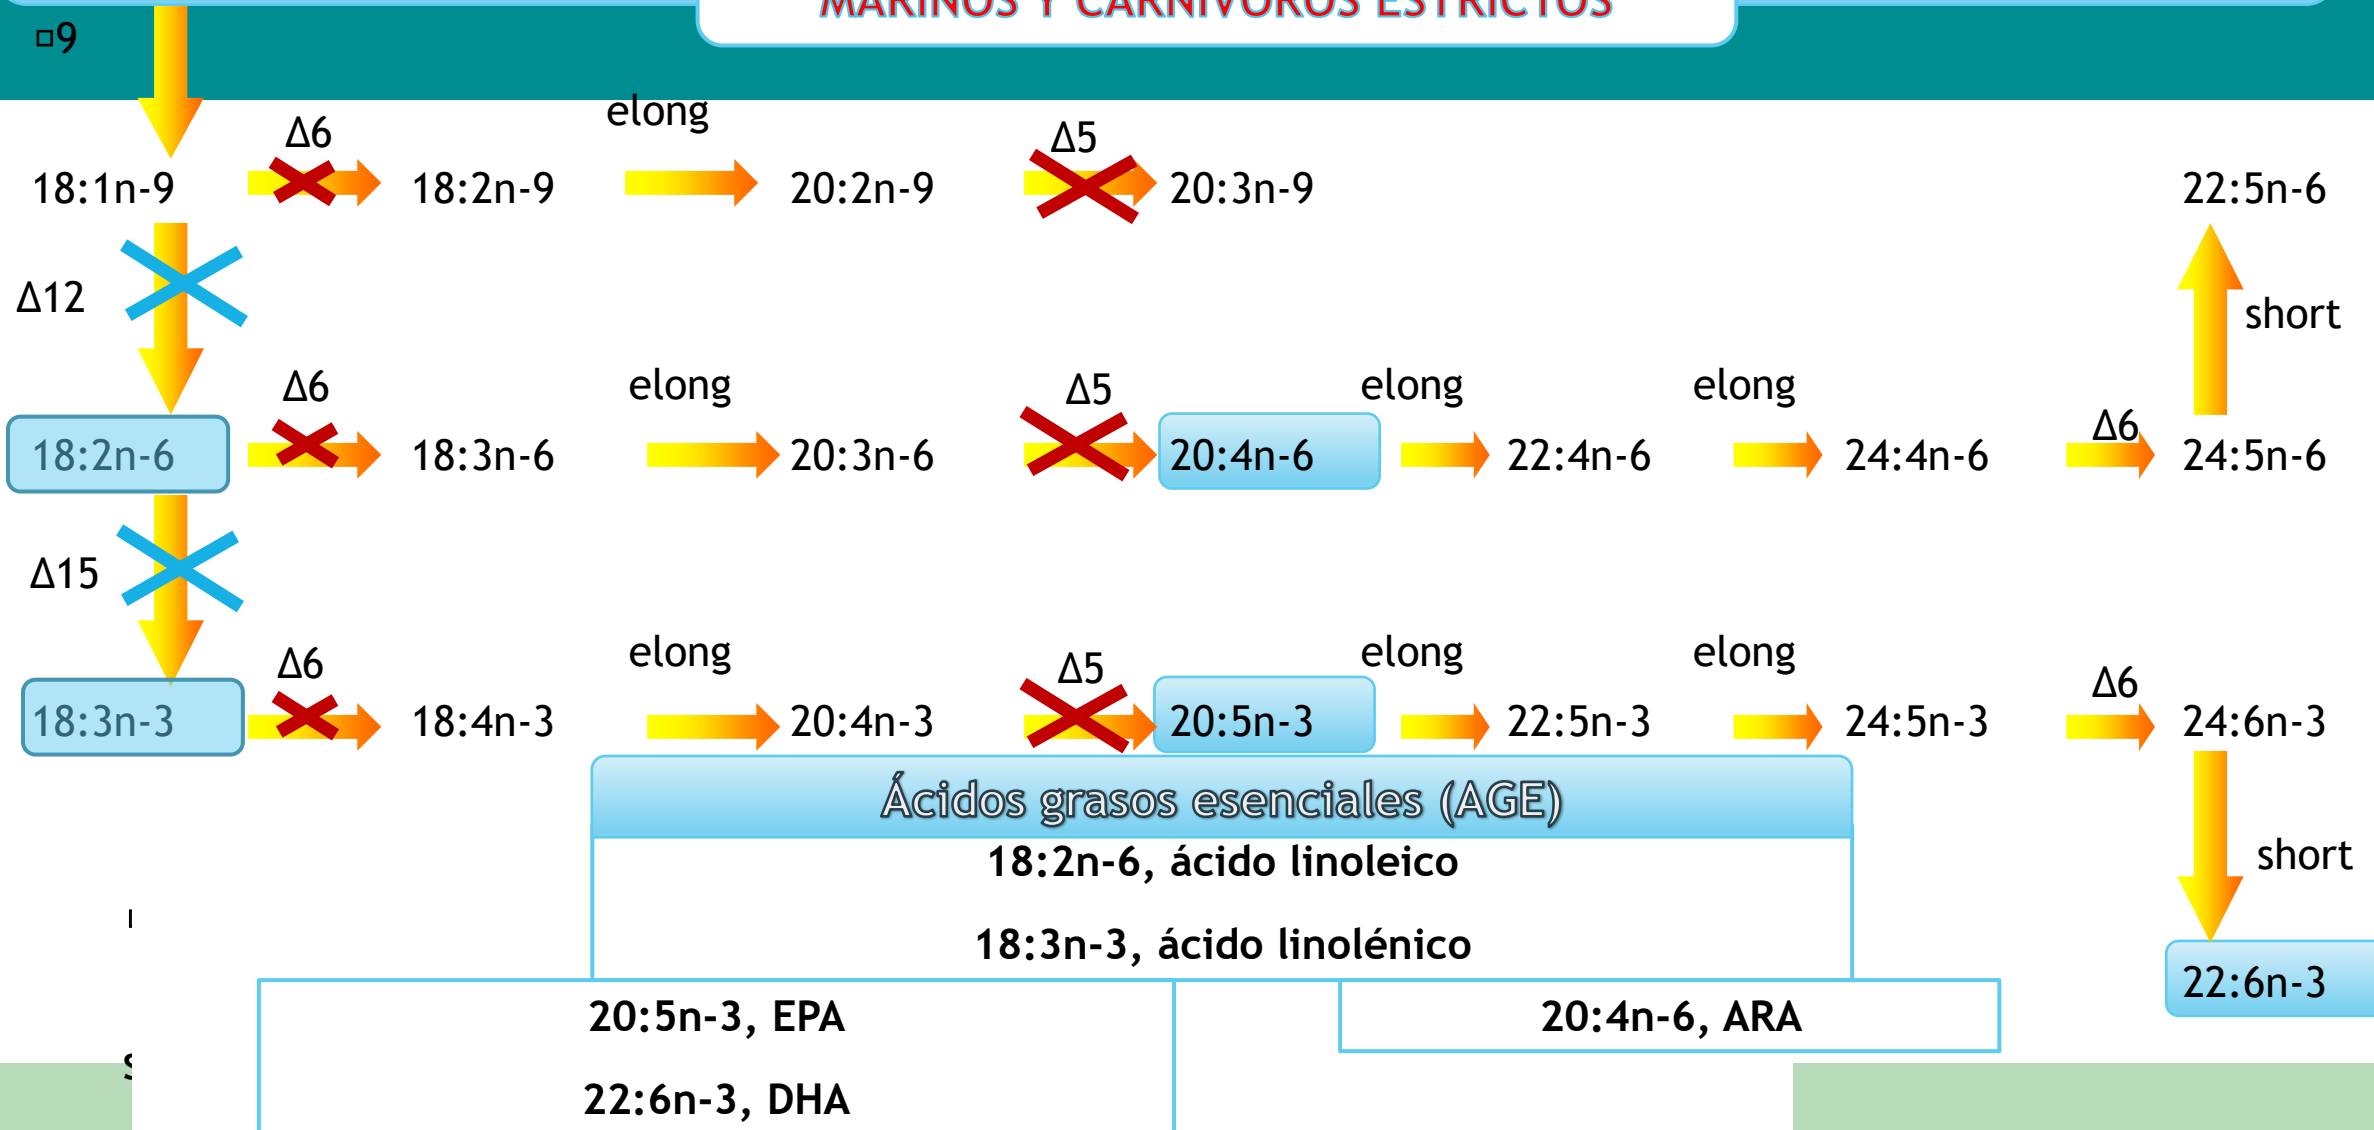 MARINOS Y CARNÍVOROS ESTRICTOS
□9
elong
Δ6
Δ5
18:1n-9
18:2n-9
20:2n-9
20:3n-9
22:5n-6
Δ12
short
Δ6
elong
Δ5
elong
elong
Δ6
18:2n-6
18:3n-6
20:3n-6
20:4n-6
22:4n-6
24:4n-6
24:5n-6
Δ15
Δ6
elong
Δ5
elong
elong
Δ6
18:3n-3
18:4n-3
20:4n-3
20:5n-3
22:5n-3
24:5n-3
24:6n-3
Ácidos grasos esenciales (AGE)
18:2n-6, ácido linoleico
short
18:3n-3, ácido linolénico
22:6n-3
20:5n-3, EPA
20:4n-6, ARA
22:6n-3, DHA